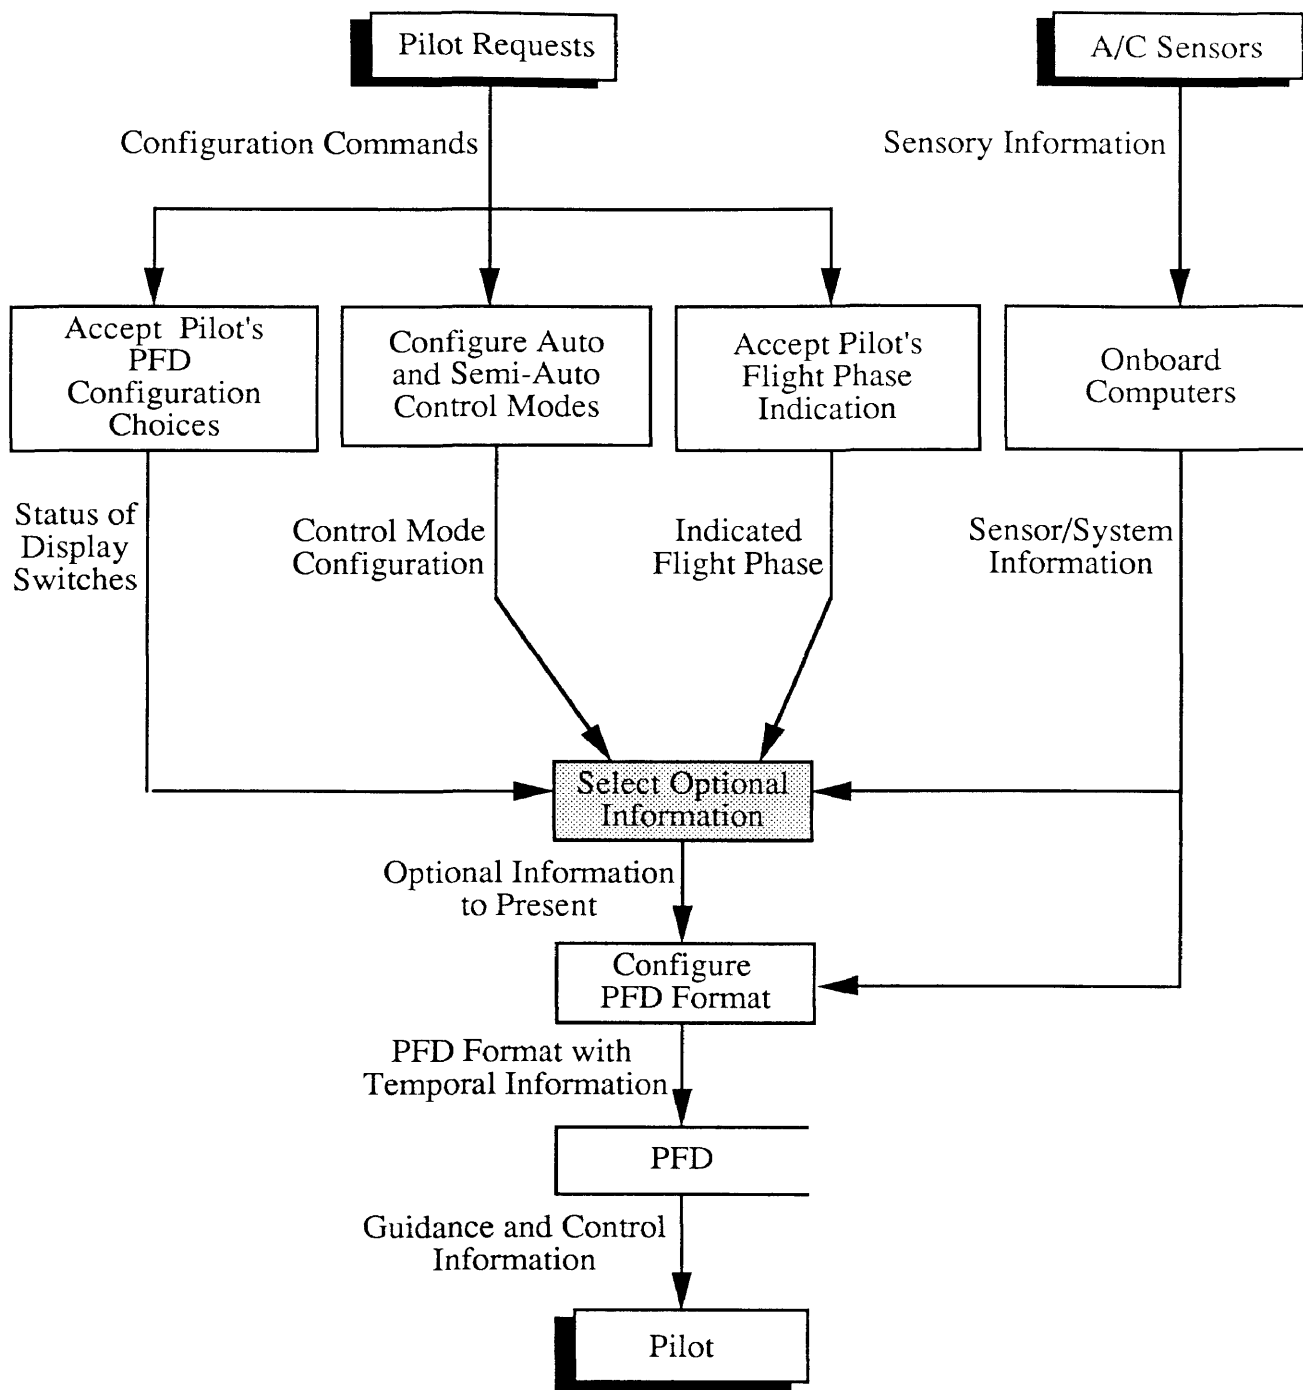 Pilot Requests
A/C Sensors
Configuration Commands
Sensory Information
Accept Pilot's
PFD
Configuration
Choices
Configure Auto
and Semi-Auto
Control Modes
Accept Pilot's
Flight Phase
Indication
Onboard
Computers
Status of
Display
Switches
Control Mode
Configuration
Indicated
Flight Phase
Sensor/System
Information
Select Optional
Information
Optional Information
to Present
Configure
PFD Format
PFD Format with
Temporal Information
PFD
Guidance and Control
Information
Pilot